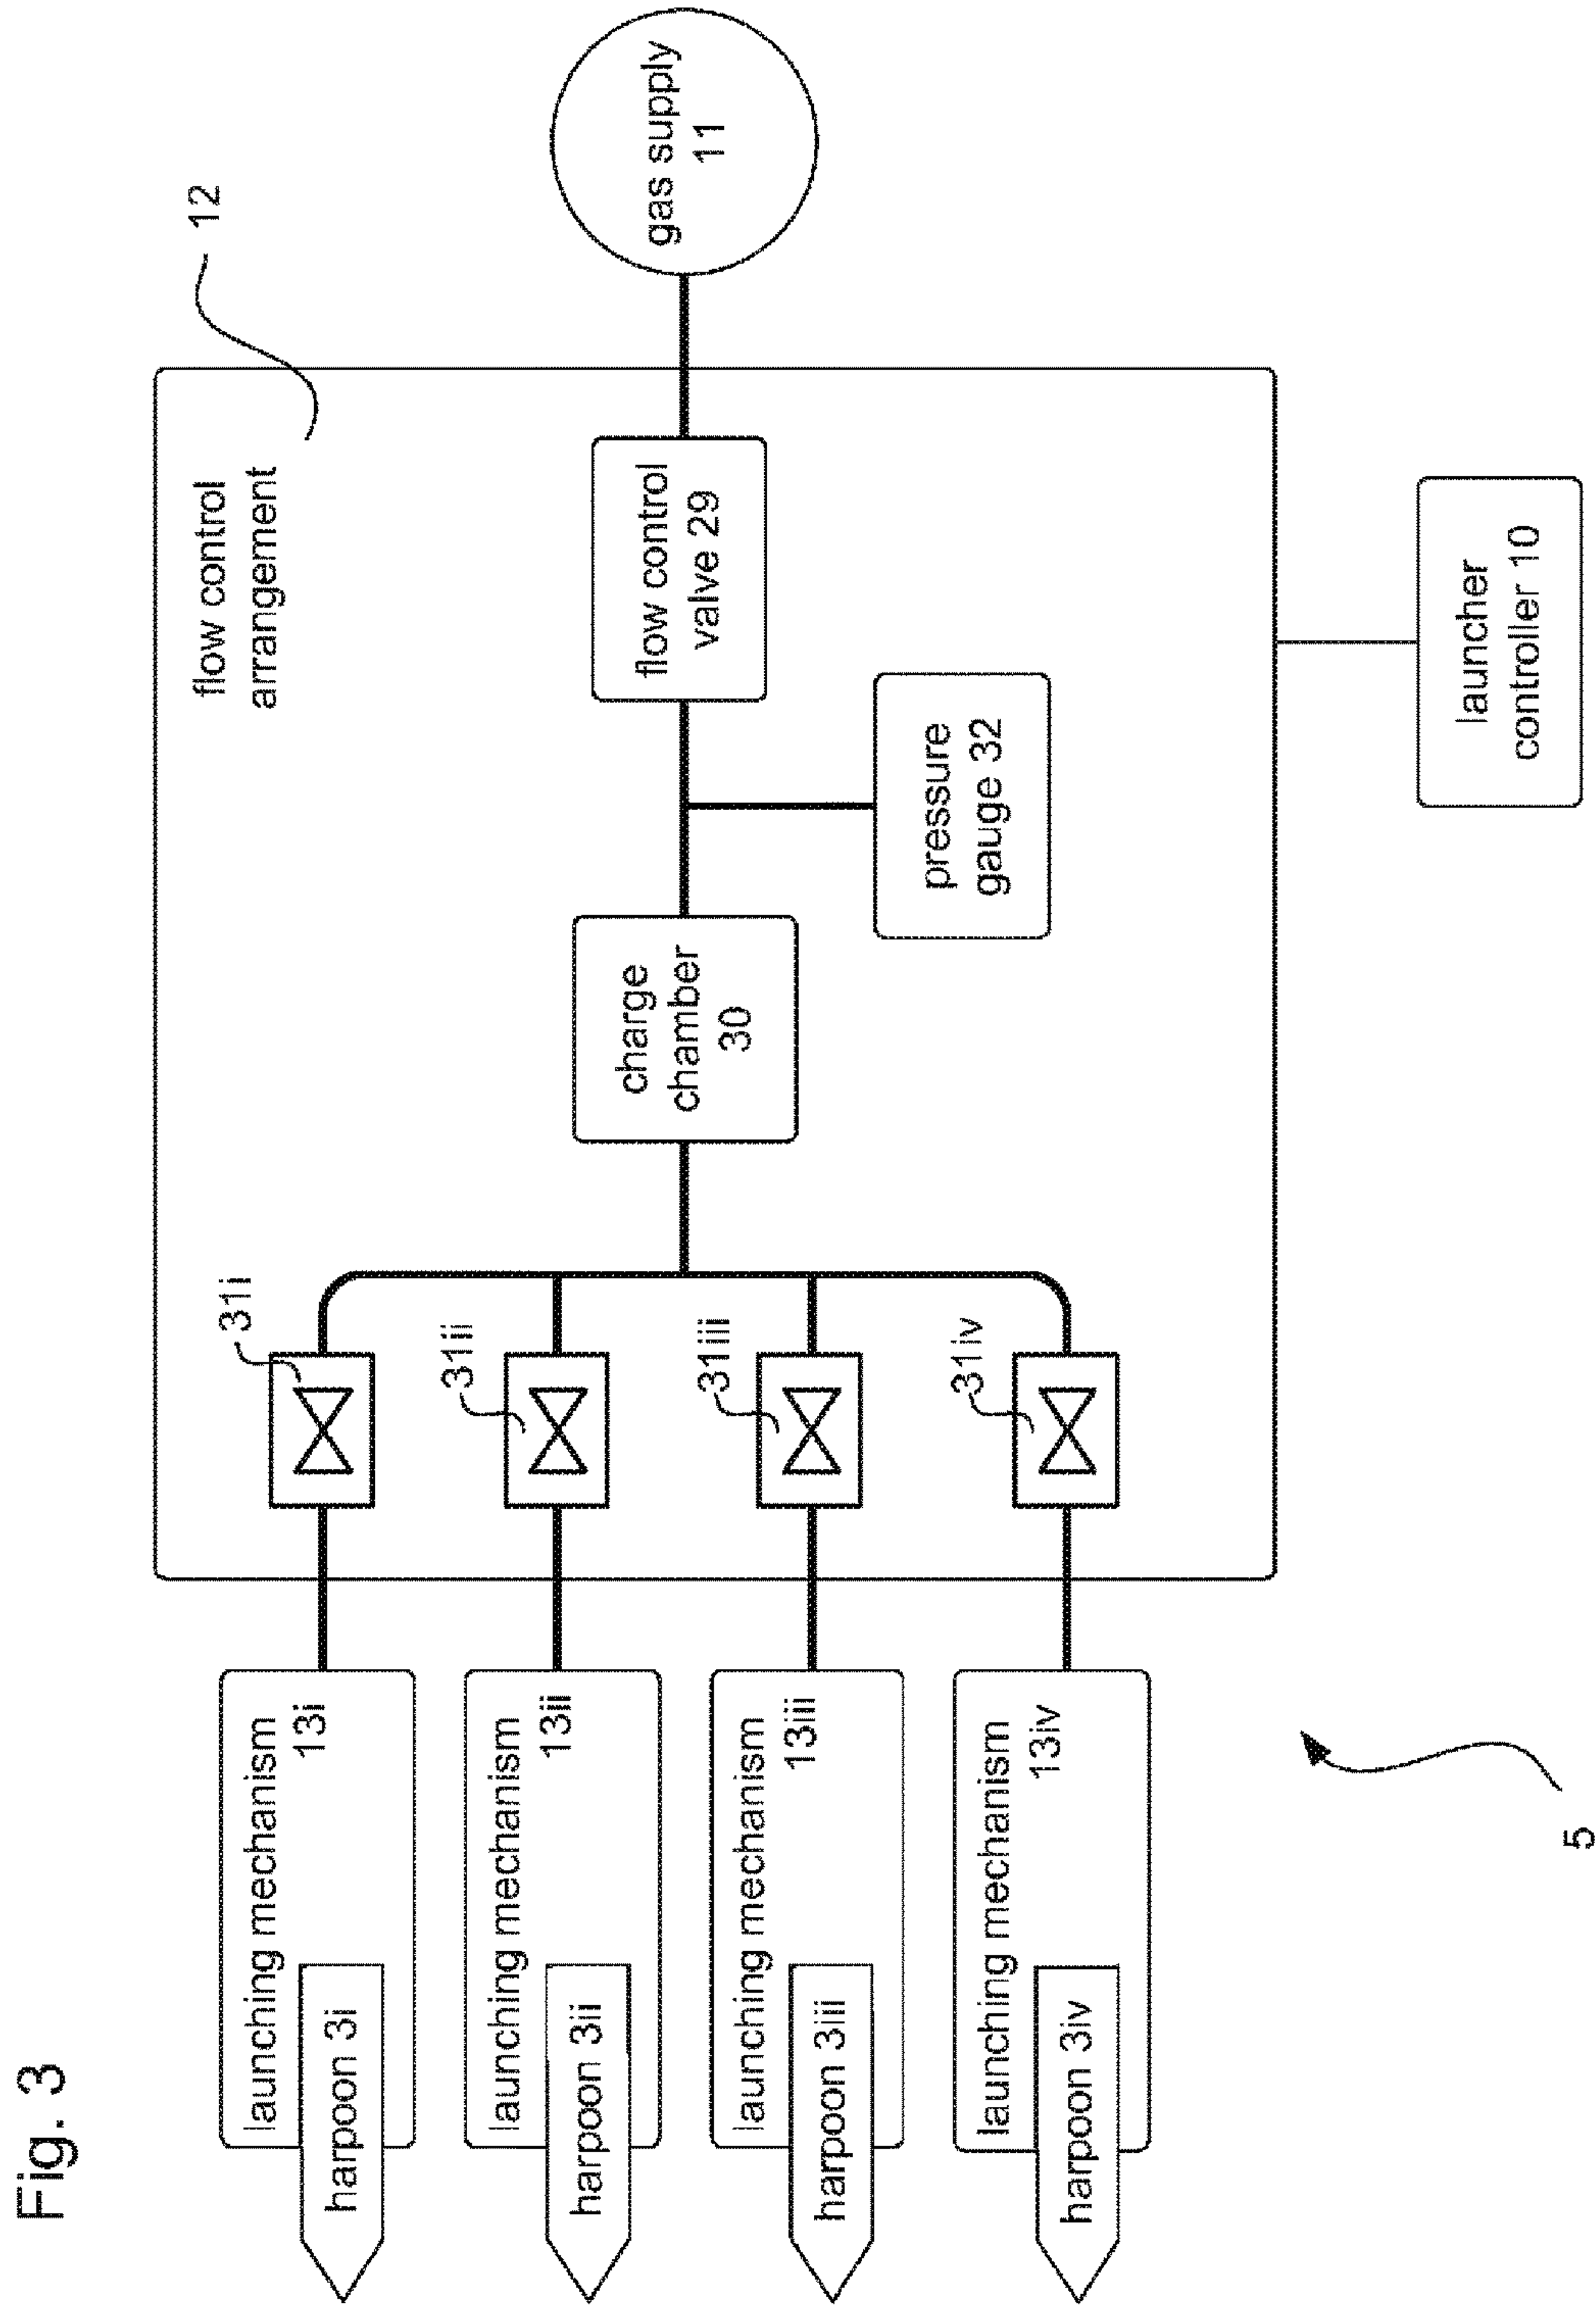 Fig. 3
harpoon 3i
launching mechanism
13i
harpoon 3ii
launching mechanism
13ii
harpoon 3iii
launching mechanism
13iii
harpoon 3iv
launching mechanism
13iv
31i
31ii
31iii
31iv
charge
chamber
30
pressure
gauge 32
flow control
valve 29
flow control
arrangement
12
gas supply
11
launcher
controller 10
5